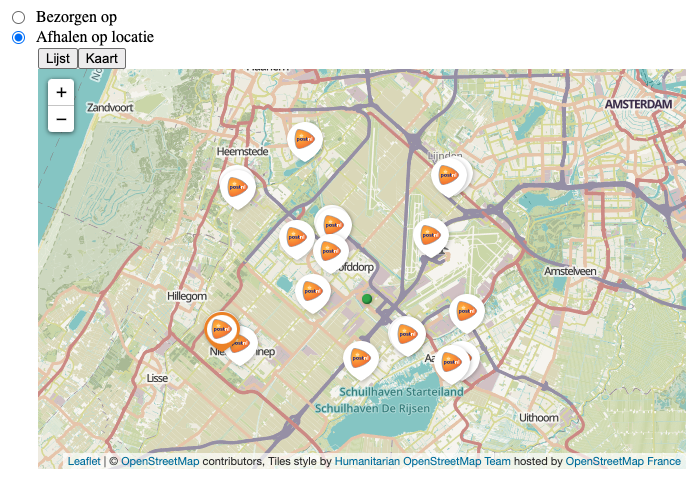 Bezorgen op
Afhalen op locatie
Lijst Kaart
+
−
AMSTERDAM
Zandvoort
Heemstede
Amstelveen
Hillegom
Lisse
Schuilhaven Starteiland
Schuilhaven De Rijsen
Uithoorn
Leaflet | © OpenStreetMap contributors, Tiles style by Humanitarian OpenStreetMap Team hosted by OpenStreetMap France